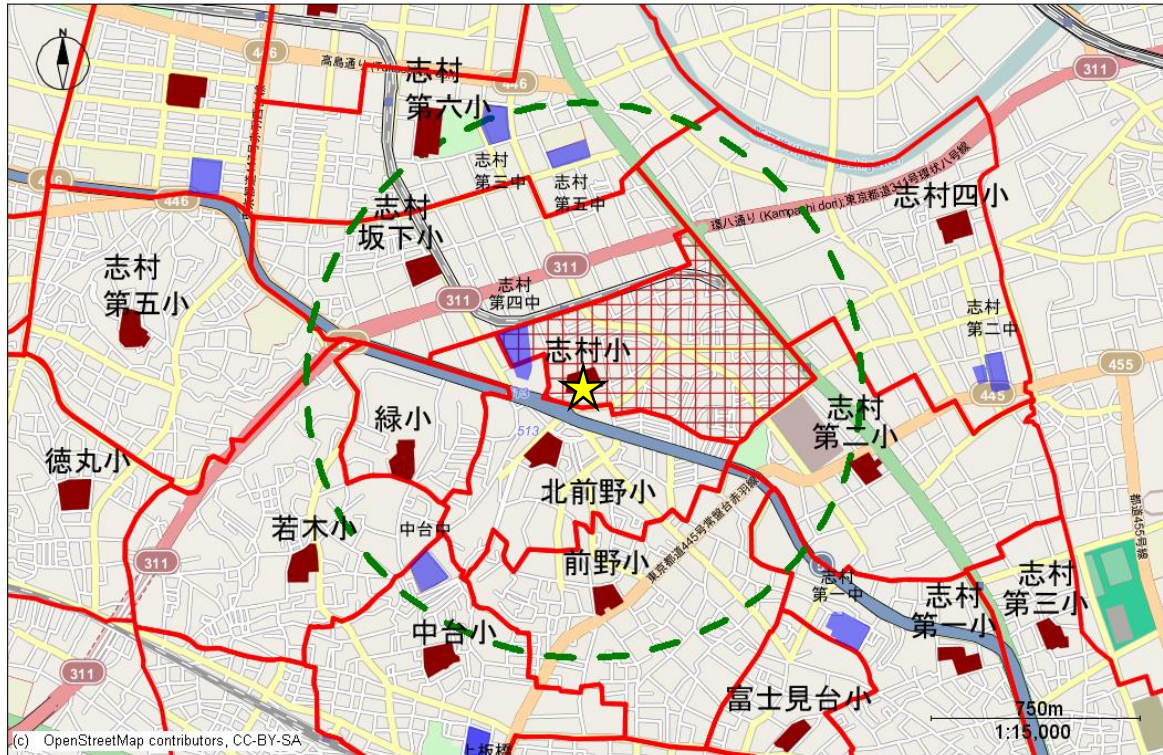 N
446
高島通り
446
志村
第六小
311
446
446
志村
第三中
志村
第五中
環八通り (Kampachi dori);東京都道311号環状八号線
志村四小
志村
坂下小
311
志村
第五小
311
志村
第四中
志村
第二中
志村小
455
445
513
緑小
志村
第二小
徳丸小
北前野小
東京都道445号常盤台赤羽線
都道455号線
若木小
中台中
311
前野小
志村
第一中
志村
第三小
志村
第一小
中台小
311
富士見台小
750m
1:15,000
上板橋
(c) OpenStreetMap contributors, CC-BY-SA